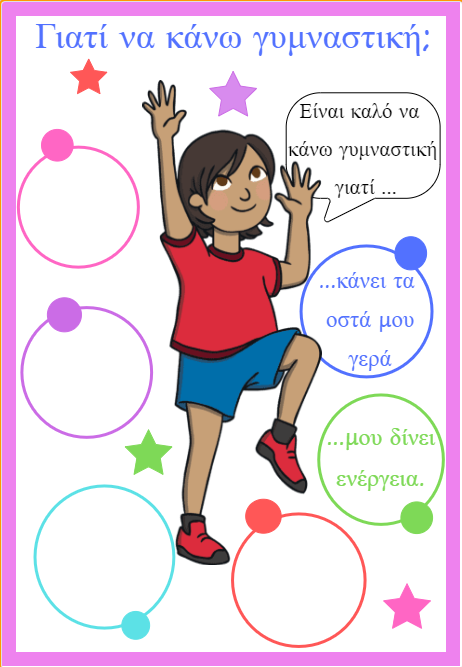 Γιατί να κάνω γυμναστική;
Είναι καλό να
κάνω γυμναστική
γιατί ...
...κάνει τα
οστά μου
γερά
...μου δίνει
ενέργεια.